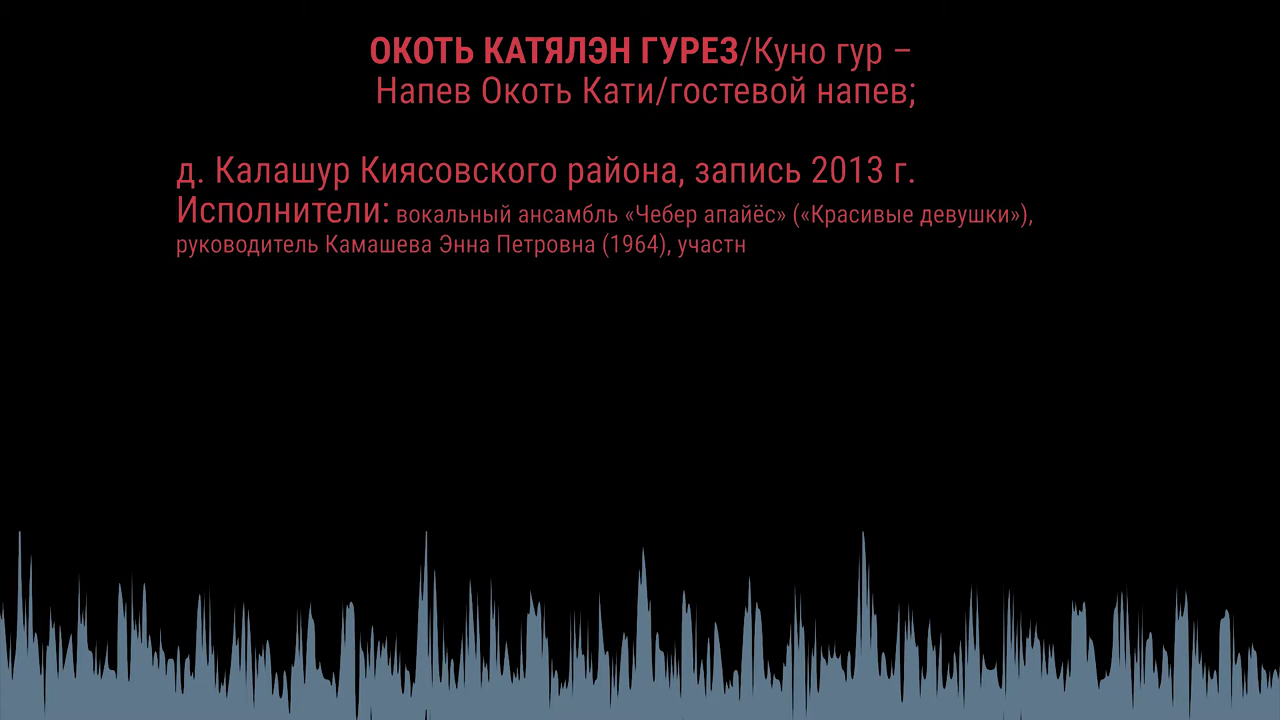 ОКОТЬ КАТЯЛЭН ГУРЕЗ/Куно гур –
Напев Окоть Кати/гостевой напев;
д. Калашур Киясовского района, запись 2013 г.
Исполнители: вокальный ансамбль «Чебер апайёс» («Красивые девушки»),
руководитель Камашева Энна Петровна (1964), участн